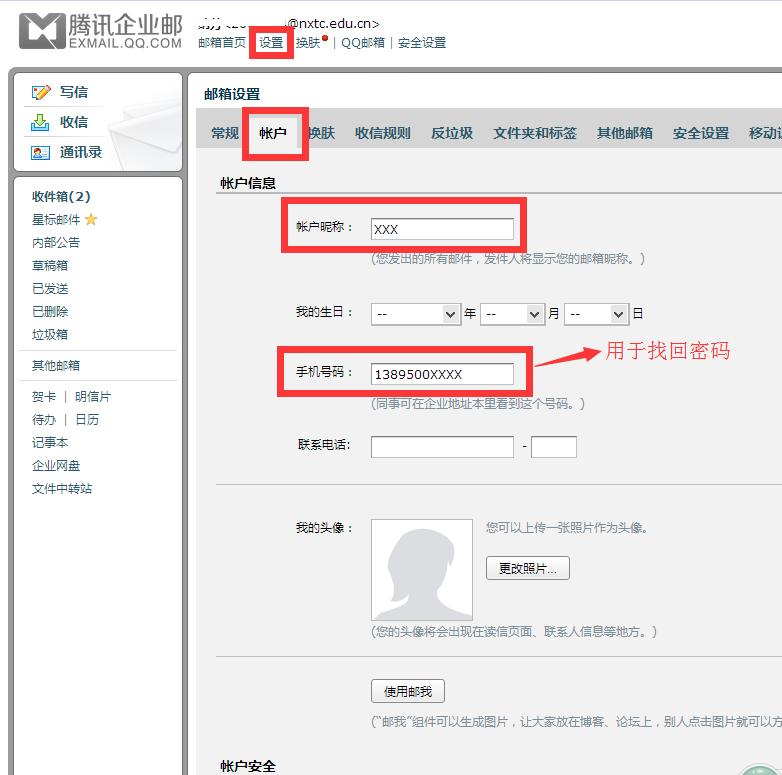 腾讯企业邮
EXMAIL.QQ.COM
@nxtc.edu.cn>
邮箱首页 设置 换肤 | QQ邮箱 | 安全设置
写信
收信
通讯录
收件箱(2)
星标邮件
内部公告
草稿箱
已发送
已删除
垃圾箱
其他邮箱
贺卡 | 明信片
待办 | 日历
记事本
企业网盘
文件中转站
邮箱设置
常规 帐户 换肤 收信规则 反垃圾 文件夹和标签 其他邮箱 安全设置 移动
帐户信息
帐户昵称： XXX
(您发出的所有邮件，发件人将显示您的邮箱昵称。)
我的生日： -- 年 -- 月 -- 日
手机号码： 1389500XXXX
用于找回密码
(同事可在企业地址本里看到这个号码。)
联系电话: -
我的头像：
您可以上传一张照片作为头像。
更改照片...
(您的头像将会出现在读信页面、联系人信息等地方。)
使用邮我
("邮我"组件可以生成图片，让大家放在博客、论坛上，别人点击图片就可以方
帐户安全